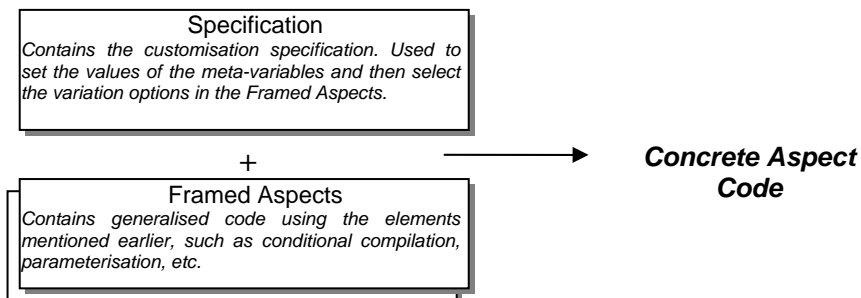 Specification
Contains the customisation specification. Used to
set the values of the meta-variables and then select
the variation options in the Framed Aspects.
+
Concrete Aspect
Code
Framed Aspects
Contains generalised code using the elements
mentioned earlier, such as conditional compilation,
parameterisation, etc.